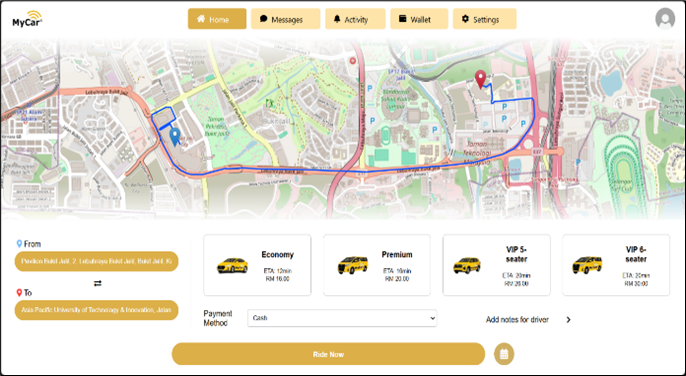 MyCar
Home
Messages
Activity
Wallet
Settings
Lebuhraya Bukit Jalil
Bukit Jalil
Taman Teknologi Malaysia
From
Pavilion Bukit Jalil, 2, Lebuhraya Bukit Jalil, Bukit Jalil, Ku
To
Asia Pacific University of Technology & Innovation, Jalan
Economy
ETA: 12min
RM 16.00
Premium
ETA: 16min
RM 20.00
VIP 5-
seater
ETA: 20min
RM 26.00
VIP 6-
seater
ETA: 20min
RM 30.00
Payment
Method
Cash
Add notes for driver
Ride Now